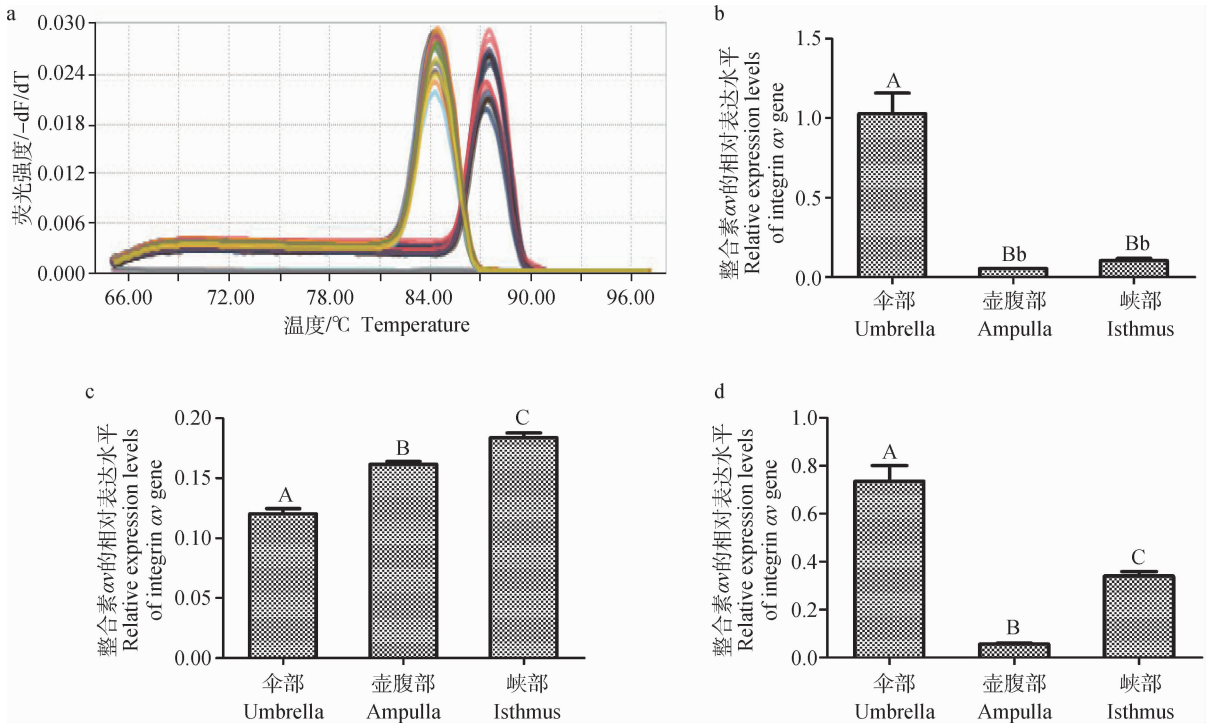 a
0.030
0.024
0.018
0.012
0.006
0.000
荧光强度/-dF/dT
66.00 72.00 78.00 84.00 90.00 96.00
温度/℃ Temperature
b
整合素αv的相对表达水平
Relative expression levels
of integrin αv gene
1.5
1.0
0.5
0.0
A
Bb
Bb
伞部 壶腹部 峡部
Umbrella Ampulla Isthmus
c
整合素αv的相对表达水平
Relative expression levels
of integrin αv gene
0.20
0.15
0.10
0.05
0.00
A
B
C
伞部 壶腹部 峡部
Umbrella Ampulla Isthmus
d
整合素αv的相对表达水平
Relative expression levels
of integrin αv gene
1.0
0.8
0.6
0.4
0.2
0.0
A
B
C
伞部 壶腹部 峡部
Umbrella Ampulla Isthmus